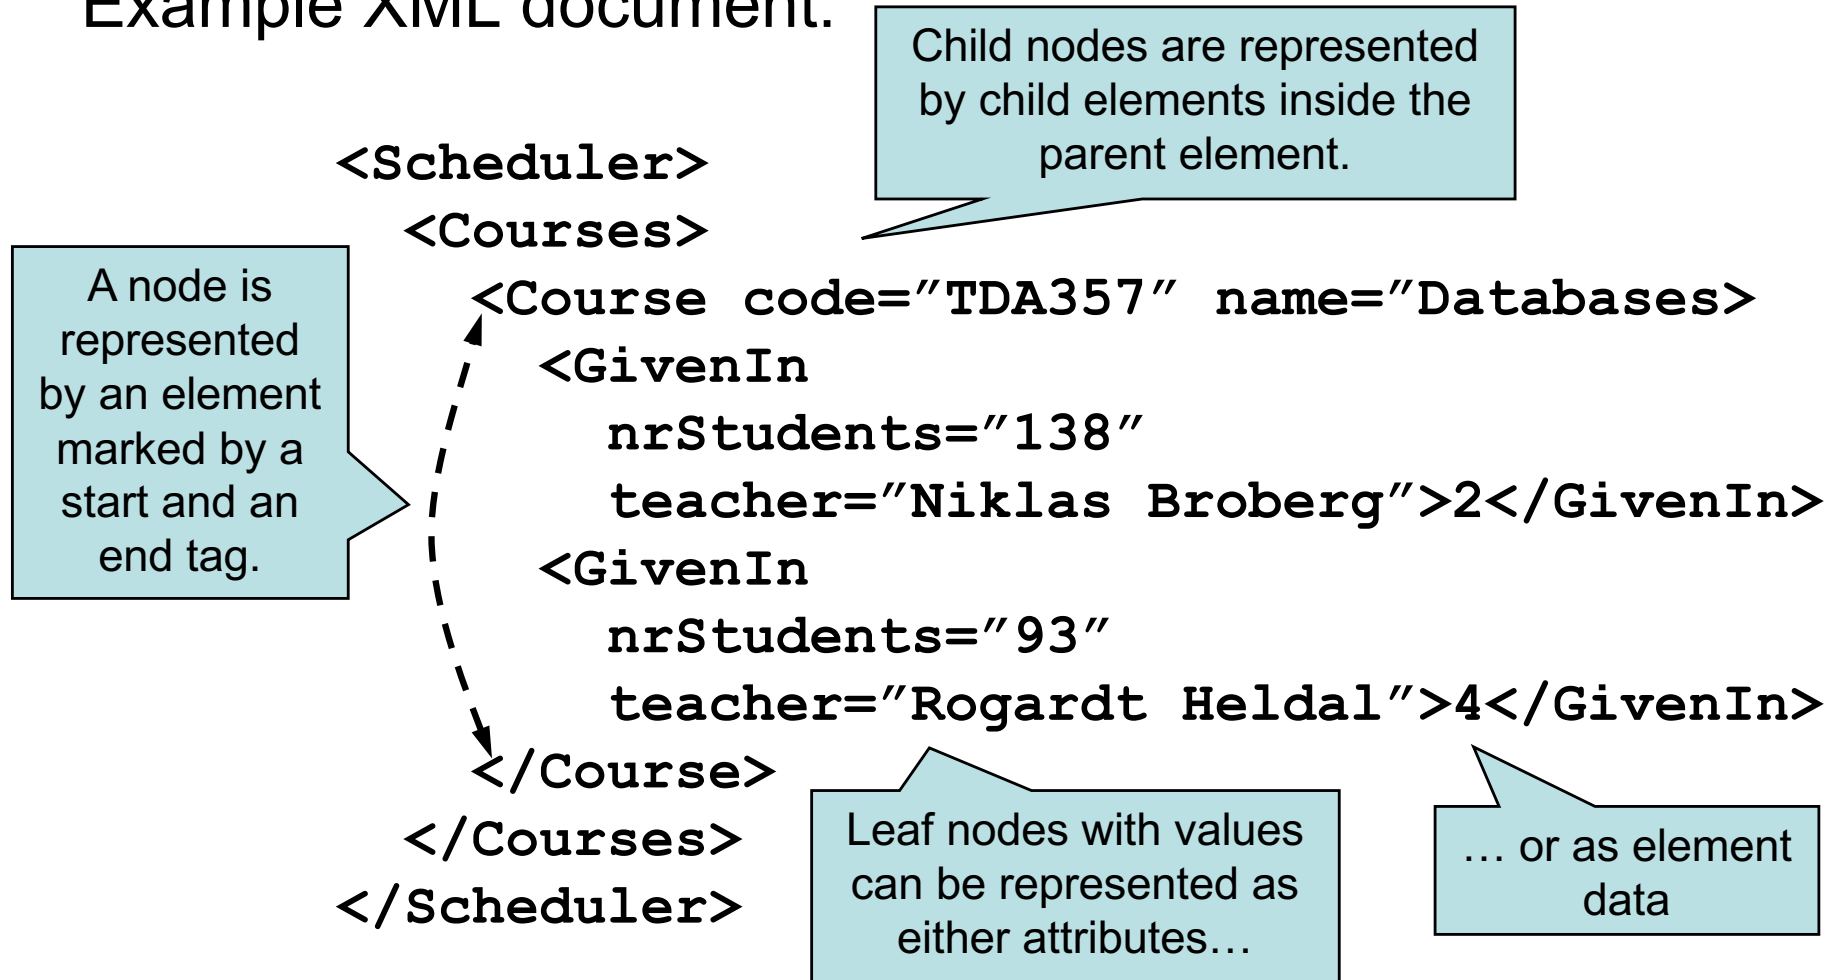 Example XML document:
Child nodes are represented
by child elements inside the
parent element.
<Scheduler>
<Courses>
A node is
represented
by an element
marked by a
start and an
end tag.
<Course code=”TDA357” name=”Databases>
<GivenIn
nrStudents=”138”
teacher=”Niklas Broberg”>2</GivenIn>
<GivenIn
nrStudents=”93”
teacher=”Rogardt Heldal”>4</GivenIn>
</Course>
</Courses>
</Scheduler>
Leaf nodes with values
can be represented as
either attributes…
… or as element
data